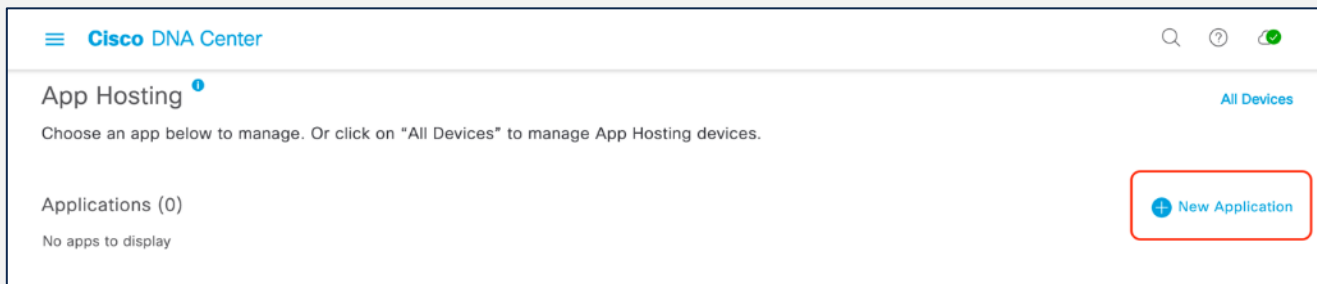 Cisco DNA Center
App Hosting
All Devices
Choose an app below to manage. Or click on "All Devices" to manage App Hosting devices.
Applications (0)
New Application
No apps to display